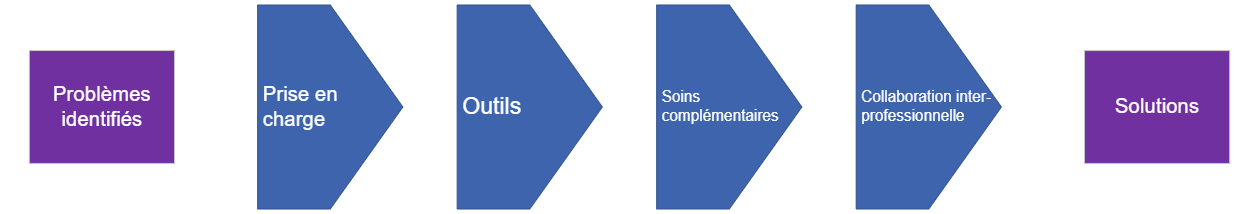 Problèmes
identifiés
Prise en
charge
Outils
Soins
complémentaires
Collaboration inter-
professionnelle
Solutions